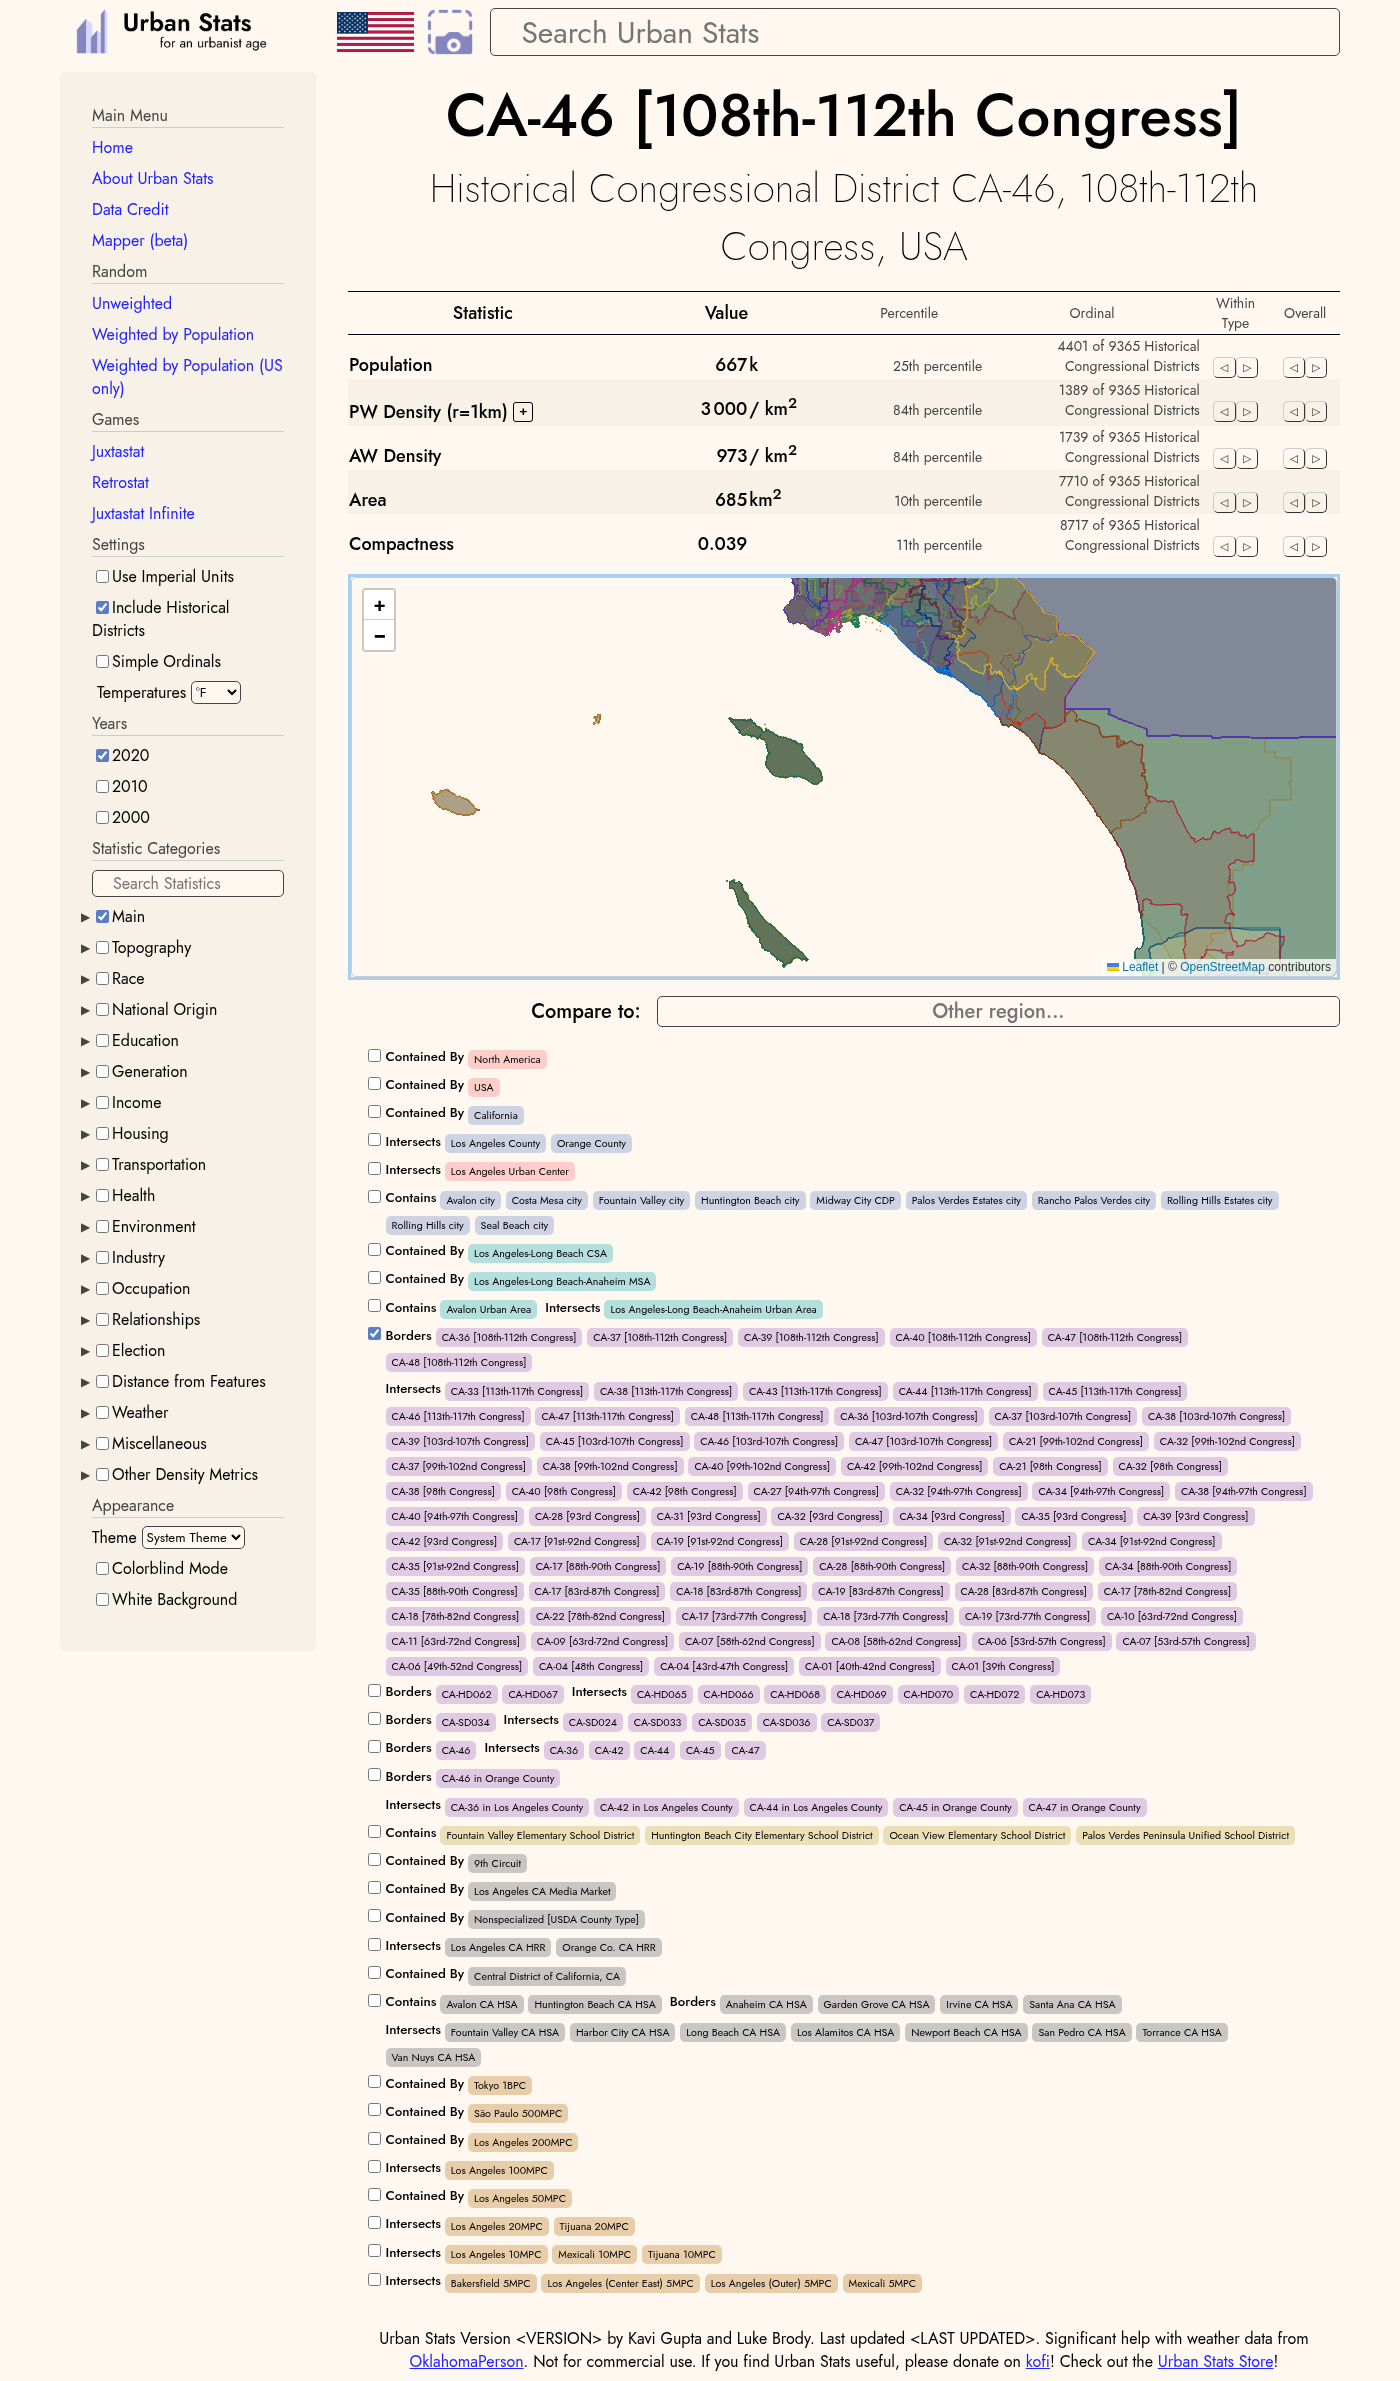 Urban Stats
for an urbanist age
Search Urban Stats
Main Menu
Home
About Urban Stats
Data Credit
Mapper (beta)
Random
Unweighted
Weighted by Population
Weighted by Population (US
only)
Games
Juxtastat
Retrostat
Juxtastat Infinite
Settings
Use Imperial Units
Include Historical
Districts
Simple Ordinals
Temperatures °F
Years
2020
2010
2000
Statistic Categories
Search Statistics
Main
Topography
Race
National Origin
Education
Generation
Income
Housing
Transportation
Health
Environment
Industry
Occupation
Relationships
Election
Distance from Features
Weather
Miscellaneous
Other Density Metrics
Appearance
Theme System Theme
Colorblind Mode
White Background
CA-46 [108th-112th Congress]
Historical Congressional District CA-46, 108th-112th
Congress, USA
Statistic Value Percentile Ordinal Within Type Overall
Population 667k 25th percentile 4401 of 9365 Historical Congressional Districts
PW Density (r=1km) + 3 000 / km2 84th percentile 1389 of 9365 Historical Congressional Districts
AW Density 973 / km2 84th percentile 1739 of 9365 Historical Congressional Districts
Area 685 km2 10th percentile 7710 of 9365 Historical Congressional Districts
Compactness 0.039 11th percentile 8717 of 9365 Historical Congressional Districts
+
−
Leaflet | © OpenStreetMap contributors
Compare to: Other region...
Contained By North America
Contained By USA
Contained By California
Intersects Los Angeles County Orange County
Intersects Los Angeles Urban Center
Contains Avalon city Costa Mesa city Fountain Valley city Huntington Beach city Midway City CDP Palos Verdes Estates city Rancho Palos Verdes city Rolling Hills Estates city
Rolling Hills city Seal Beach city
Contained By Los Angeles-Long Beach CSA
Contained By Los Angeles-Long Beach-Anaheim MSA
Contains Avalon Urban Area Intersects Los Angeles-Long Beach-Anaheim Urban Area
Borders CA-36 [108th-112th Congress] CA-37 [108th-112th Congress] CA-39 [108th-112th Congress] CA-40 [108th-112th Congress] CA-47 [108th-112th Congress]
CA-48 [108th-112th Congress]
Intersects CA-33 [113th-117th Congress] CA-38 [113th-117th Congress] CA-43 [113th-117th Congress] CA-44 [113th-117th Congress] CA-45 [113th-117th Congress]
CA-46 [113th-117th Congress] CA-47 [113th-117th Congress] CA-48 [113th-117th Congress] CA-36 [103rd-107th Congress] CA-37 [103rd-107th Congress] CA-38 [103rd-107th Congress]
CA-39 [103rd-107th Congress] CA-45 [103rd-107th Congress] CA-46 [103rd-107th Congress] CA-47 [103rd-107th Congress] CA-21 [99th-102nd Congress] CA-32 [99th-102nd Congress]
CA-37 [99th-102nd Congress] CA-38 [99th-102nd Congress] CA-40 [99th-102nd Congress] CA-42 [99th-102nd Congress] CA-21 [98th Congress] CA-32 [98th Congress]
CA-38 [98th Congress] CA-40 [98th Congress] CA-42 [98th Congress] CA-27 [94th-97th Congress] CA-32 [94th-97th Congress] CA-34 [94th-97th Congress] CA-38 [94th-97th Congress]
CA-40 [94th-97th Congress] CA-28 [93rd Congress] CA-31 [93rd Congress] CA-32 [93rd Congress] CA-34 [93rd Congress] CA-35 [93rd Congress] CA-39 [93rd Congress]
CA-42 [93rd Congress] CA-17 [91st-92nd Congress] CA-19 [91st-92nd Congress] CA-28 [91st-92nd Congress] CA-32 [91st-92nd Congress] CA-34 [91st-92nd Congress]
CA-35 [91st-92nd Congress] CA-17 [88th-90th Congress] CA-19 [88th-90th Congress] CA-28 [88th-90th Congress] CA-32 [88th-90th Congress] CA-34 [88th-90th Congress]
CA-35 [88th-90th Congress] CA-17 [83rd-87th Congress] CA-18 [83rd-87th Congress] CA-19 [83rd-87th Congress] CA-28 [83rd-87th Congress] CA-17 [78th-82nd Congress]
CA-18 [78th-82nd Congress] CA-22 [78th-82nd Congress] CA-17 [73rd-77th Congress] CA-18 [73rd-77th Congress] CA-19 [73rd-77th Congress] CA-10 [63rd-72nd Congress]
CA-11 [63rd-72nd Congress] CA-09 [63rd-72nd Congress] CA-07 [58th-62nd Congress] CA-08 [58th-62nd Congress] CA-06 [53rd-57th Congress] CA-07 [53rd-57th Congress]
CA-06 [49th-52nd Congress] CA-04 [48th Congress] CA-04 [43rd-47th Congress] CA-01 [40th-42nd Congress] CA-01 [39th Congress]
Borders CA-HD062 CA-HD067 Intersects CA-HD065 CA-HD066 CA-HD068 CA-HD069 CA-HD070 CA-HD072 CA-HD073
Borders CA-SD034 Intersects CA-SD024 CA-SD033 CA-SD035 CA-SD036 CA-SD037
Borders CA-46 Intersects CA-36 CA-42 CA-44 CA-45 CA-47
Borders CA-46 in Orange County
Intersects CA-36 in Los Angeles County CA-42 in Los Angeles County CA-44 in Los Angeles County CA-45 in Orange County CA-47 in Orange County
Contains Fountain Valley Elementary School District Huntington Beach City Elementary School District Ocean View Elementary School District Palos Verdes Peninsula Unified School District
Contained By 9th Circuit
Contained By Los Angeles CA Media Market
Contained By Nonspecialized [USDA County Type]
Intersects Los Angeles CA HRR Orange Co. CA HRR
Contained By Central District of California, CA
Contains Avalon CA HSA Huntington Beach CA HSA Borders Anaheim CA HSA Garden Grove CA HSA Irvine CA HSA Santa Ana CA HSA
Intersects Fountain Valley CA HSA Harbor City CA HSA Long Beach CA HSA Los Alamitos CA HSA Newport Beach CA HSA San Pedro CA HSA Torrance CA HSA
Van Nuys CA HSA
Contained By Tokyo 1BPC
Contained By São Paulo 500MPC
Contained By Los Angeles 200MPC
Intersects Los Angeles 100MPC
Contained By Los Angeles 50MPC
Intersects Los Angeles 20MPC Tijuana 20MPC
Intersects Los Angeles 10MPC Mexicali 10MPC Tijuana 10MPC
Intersects Bakersfield 5MPC Los Angeles (Center East) 5MPC Los Angeles (Outer) 5MPC Mexicali 5MPC
Urban Stats Version <VERSION> by Kavi Gupta and Luke Brody. Last updated <LAST UPDATED>. Significant help with weather data from
OklahomaPerson. Not for commercial use. If you find Urban Stats useful, please donate on kofi! Check out the Urban Stats Store!